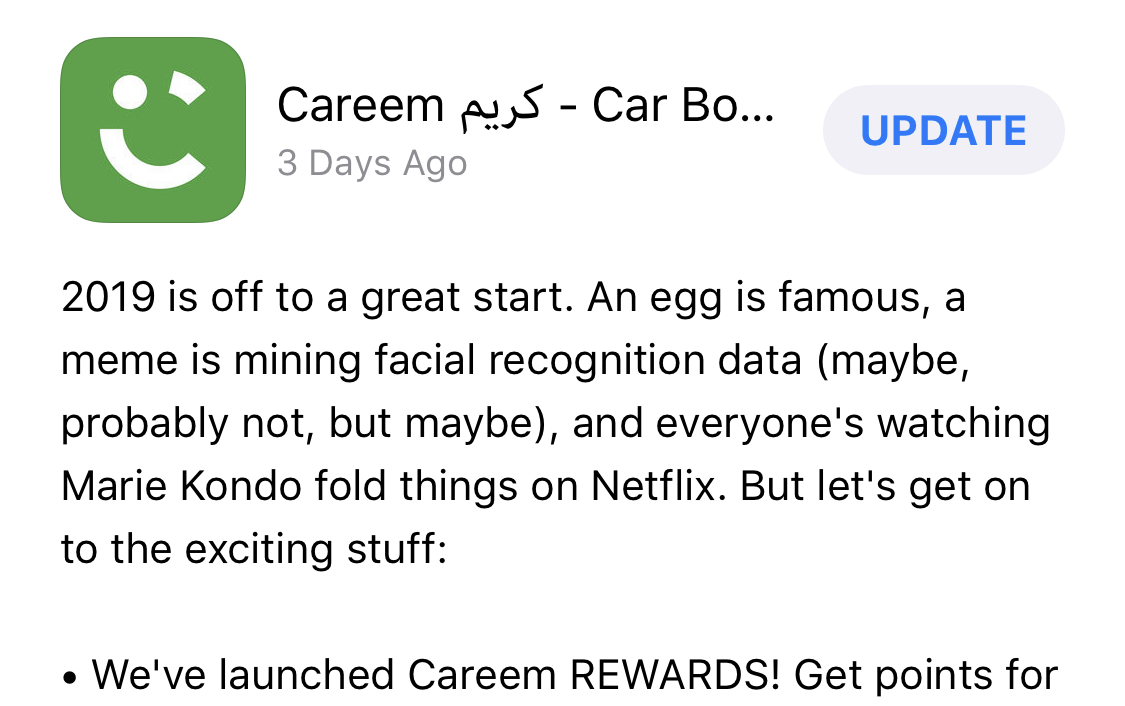 Careem كريم - Car Bo...
UPDATE
3 Days Ago
2019 is off to a great start. An egg is famous, a
meme is mining facial recognition data (maybe,
probably not, but maybe), and everyone's watching
Marie Kondo fold things on Netflix. But let's get on
to the exciting stuff:
• We've launched Careem REWARDS! Get points for